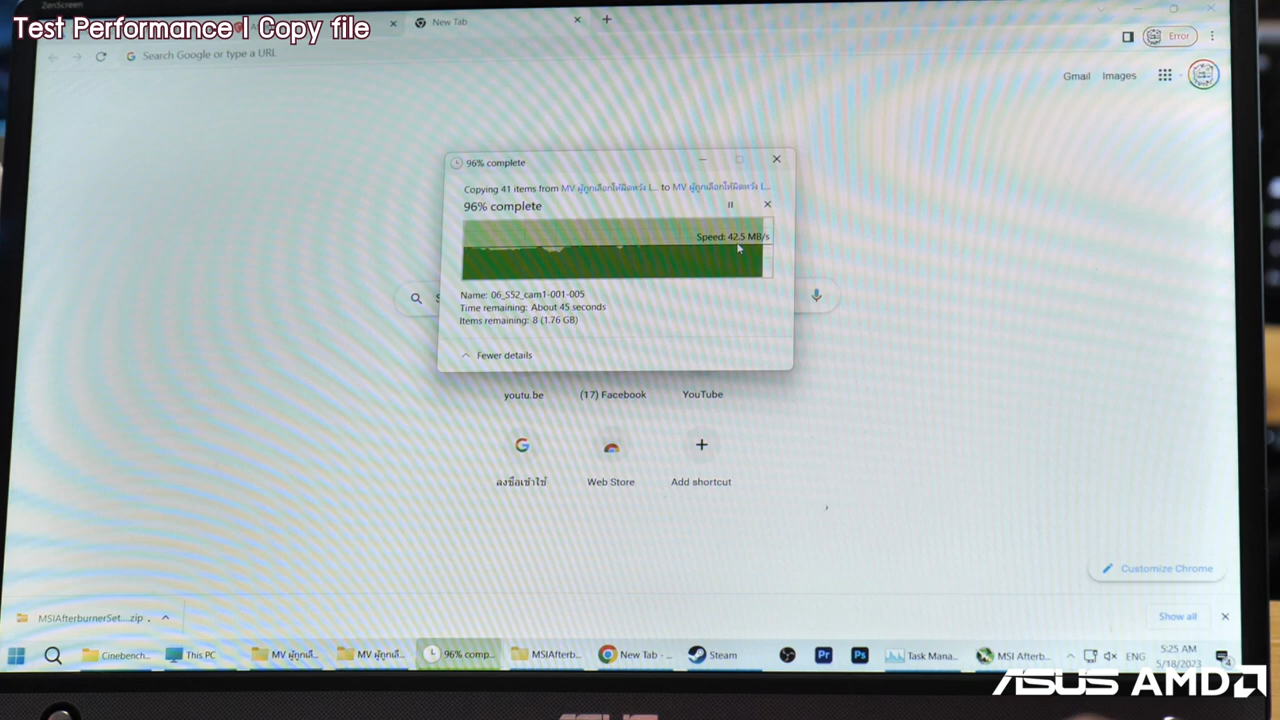 ZenScreen
Test Performance | Copy file
New Tab
Search Google or type a URL
Error
Gmail Images
96% complete
Copying 41 items from MV ผู้ถูกเลือกให้ผิดหวัง L... to MV ผู้ถูกเลือกให้ผิดหวัง L...
96% complete
Speed: 42.5 MB/s
Name: 06_S52_cam1-001-005
Time remaining: About 45 seconds
Items remaining: 8 (1.76 GB)
Fewer details
youtu.be (17) Facebook YouTube
ลงชื่อเข้าใช้ Web Store Add shortcut
Customize Chrome
MSIAfterburnerSet....zip
Show all
Cinebench... This PC MV ผู้ถูกเลื... MV ผู้ถูกเลื... 96% comp... MSIAfterb... New Tab - ... Steam Pr Ps Task Mana... MSI Afterb... ENG
5:25 AM
5/18/2023
4
ASUS AMD